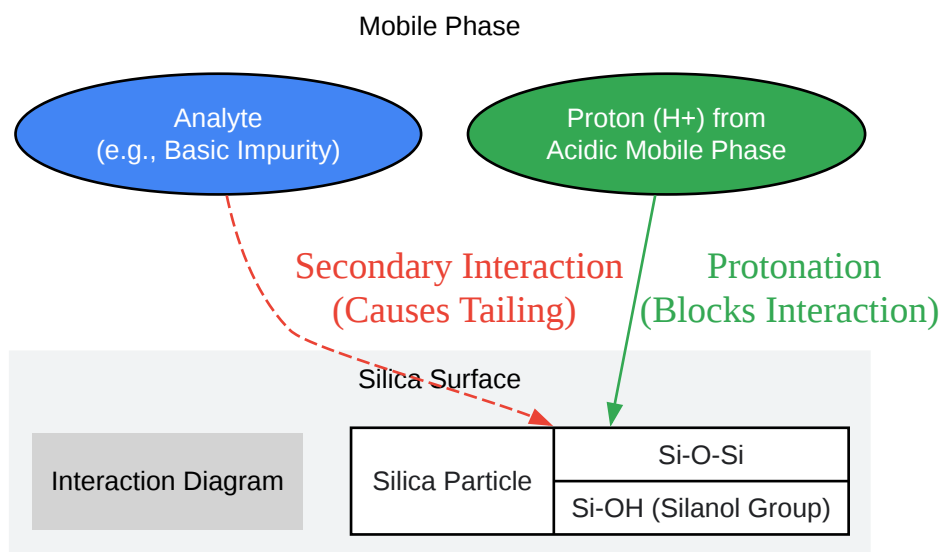 Mobile Phase
Analyte
(e.g., Basic Impurity)
Proton (H+) from
Acidic Mobile Phase
Secondary Interaction
(Causes Tailing)
Protonation
(Blocks Interaction)
Silica Surface
Interaction Diagram
Silica Particle
Si-O-Si
Si-OH (Silanol Group)